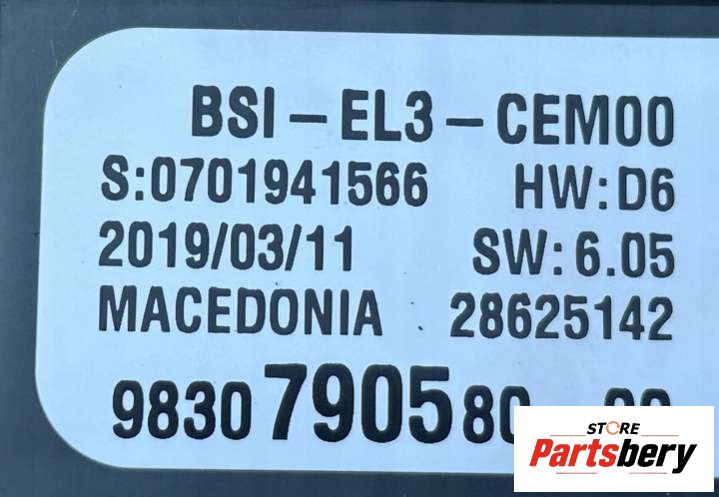 BSI-EL3-CEM00
S:0701941566 HW:D6
2019/03/11 SW:6.05
MACEDONIA 28625142
9830790580
STORE
Partsbery